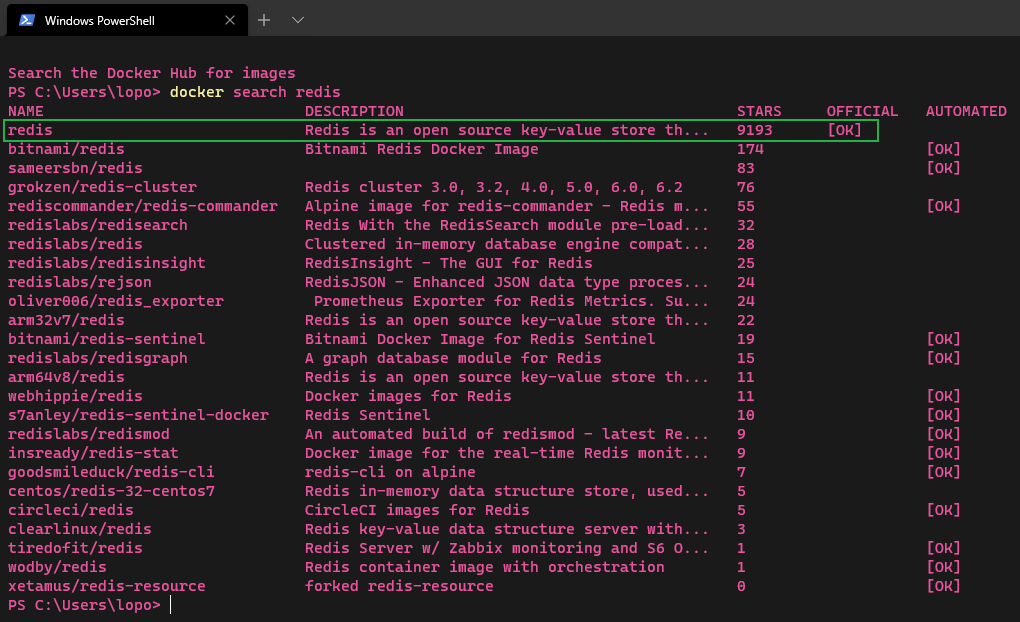 Windows PowerShell
Search the Docker Hub for images
PS C:\Users\lopo> docker search redis
NAME DESCRIPTION STARS OFFICIAL AUTOMATED
redis Redis is an open source key-value store th... 9193 [OK]
bitnami/redis Bitnami Redis Docker Image 174 [OK]
sameersbn/redis 83 [OK]
grokzen/redis-cluster Redis cluster 3.0, 3.2, 4.0, 5.0, 6.0, 6.2 76
rediscommander/redis-commander Alpine image for redis-commander - Redis m... 55 [OK]
redislabs/redisearch Redis With the RedisSearch module pre-load... 32
redislabs/redis Clustered in-memory database engine compat... 28
redislabs/redisinsight RedisInsight - The GUI for Redis 25
redislabs/rejson RedisJSON - Enhanced JSON data type proces... 24
oliver006/redis_exporter Prometheus Exporter for Redis Metrics. Su... 24
arm32v7/redis Redis is an open source key-value store th... 22
bitnami/redis-sentinel Bitnami Docker Image for Redis Sentinel 19 [OK]
redislabs/redisgraph A graph database module for Redis 15 [OK]
arm64v8/redis Redis is an open source key-value store th... 11
webhippie/redis Docker images for Redis 11 [OK]
s7anley/redis-sentinel-docker Redis Sentinel 10 [OK]
redislabs/redismod An automated build of redismod - latest Re... 9 [OK]
insready/redis-stat Docker image for the real-time Redis monit... 9 [OK]
goodsmileduck/redis-cli redis-cli on alpine 7 [OK]
centos/redis-32-centos7 Redis in-memory data structure store, used... 5
circleci/redis CircleCI images for Redis 5 [OK]
clearlinux/redis Redis key-value data structure server with... 3
tiredofit/redis Redis Server w/ Zabbix monitoring and S6 O... 1 [OK]
wodby/redis Redis container image with orchestration 1 [OK]
xetamus/redis-resource forked redis-resource 0 [OK]
PS C:\Users\lopo>